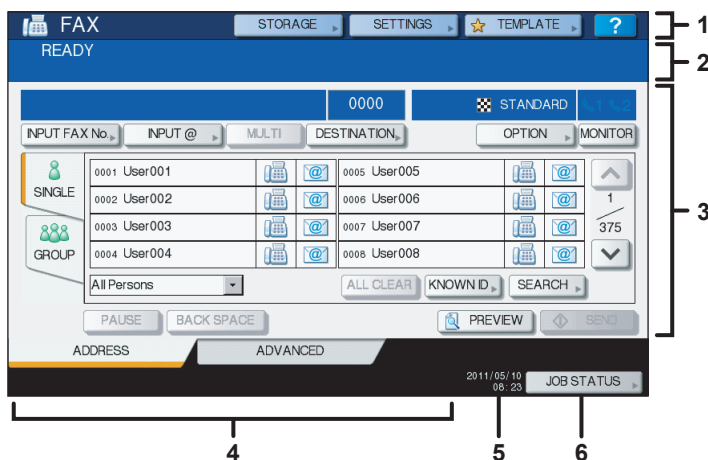 FAX STORAGE SETTINGS TEMPLATE ? 1
READY 2
0000 STANDARD 1 2
INPUT FAX No. INPUT @ MULTI DESTINATION OPTION MONITOR
SINGLE
0001 User001 0005 User005
0002 User002 0006 User006
1
0003 User003 0007 User007
375
3
GROUP
0004 User004 0008 User008
All Persons ALL CLEAR KNOWN ID SEARCH
PAUSE BACK SPACE PREVIEW SEND
ADDRESS ADVANCED
2011/05/10
08:23
JOB STATUS
4 5 6